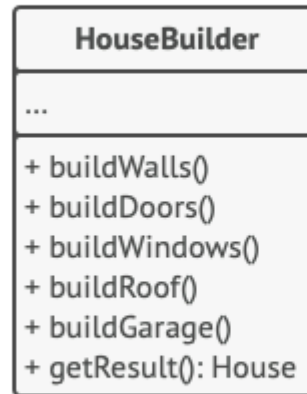 HouseBuilder
...
+ buildWalls()
+ buildDoors()
+ buildWindows()
+ buildRoof()
+ buildGarage()
+ getResult(): House